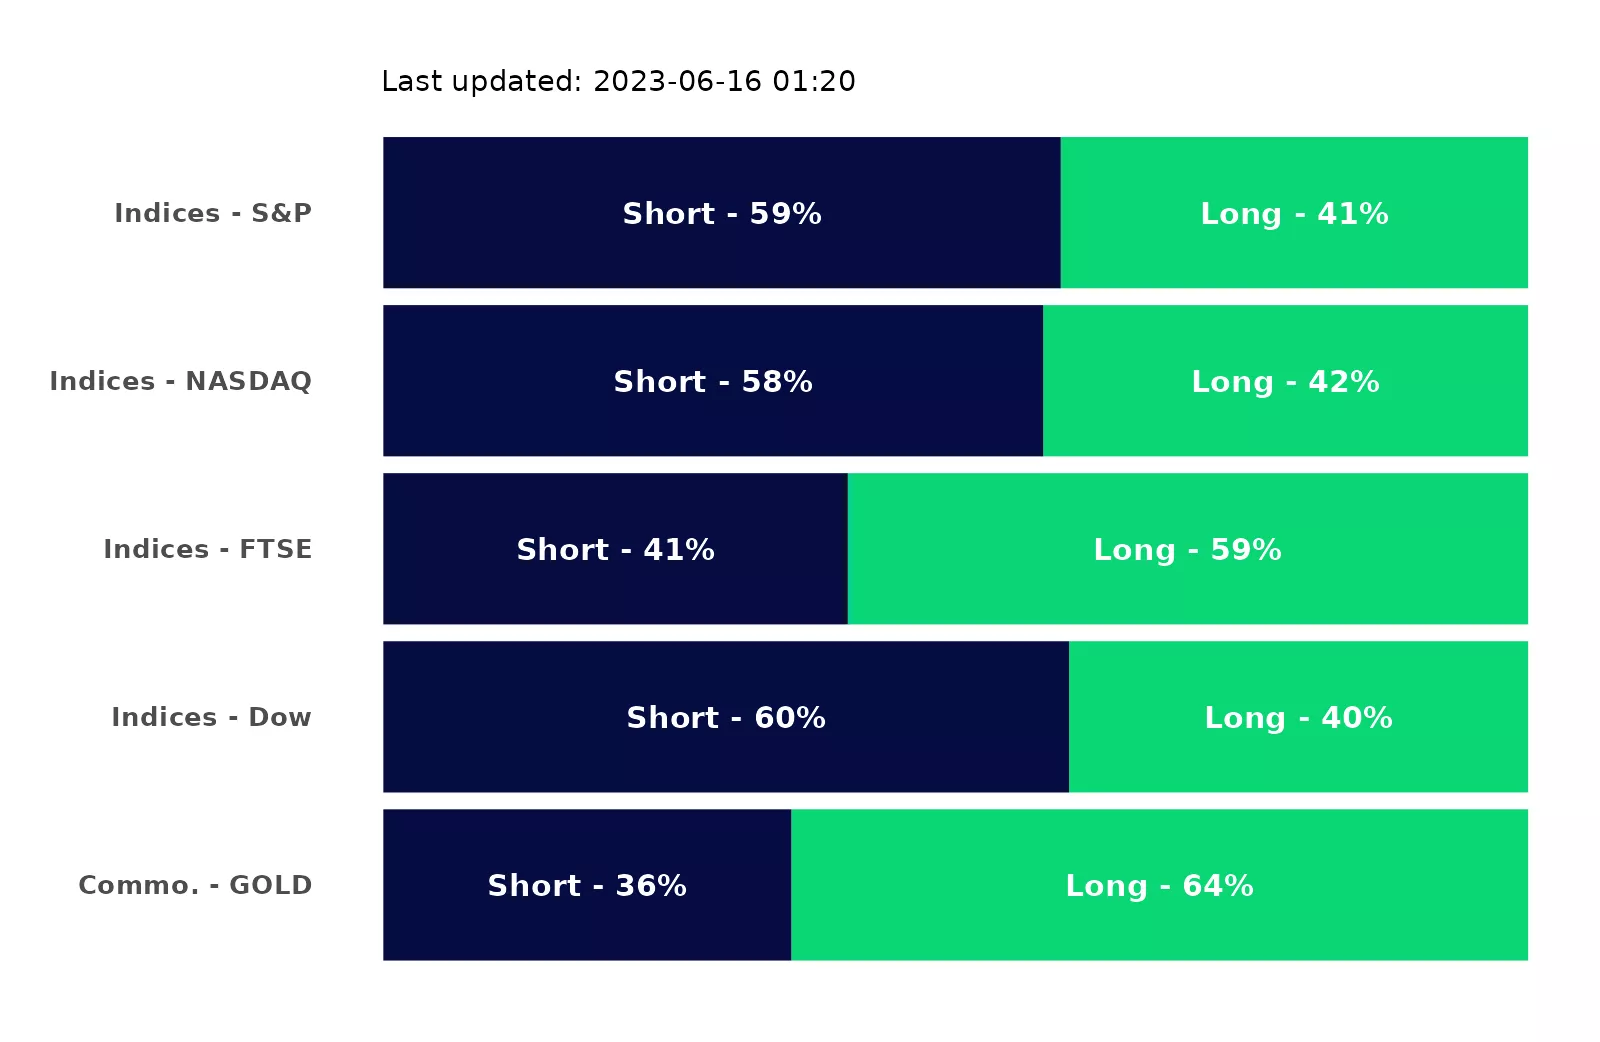 Last updated: 2023-06-16 01:20
Indices - S&P Short - 59% Long - 41%
Indices - NASDAQ Short - 58% Long - 42%
Indices - FTSE Short - 41% Long - 59%
Indices - Dow Short - 60% Long - 40%
Commo. - GOLD Short - 36% Long - 64%